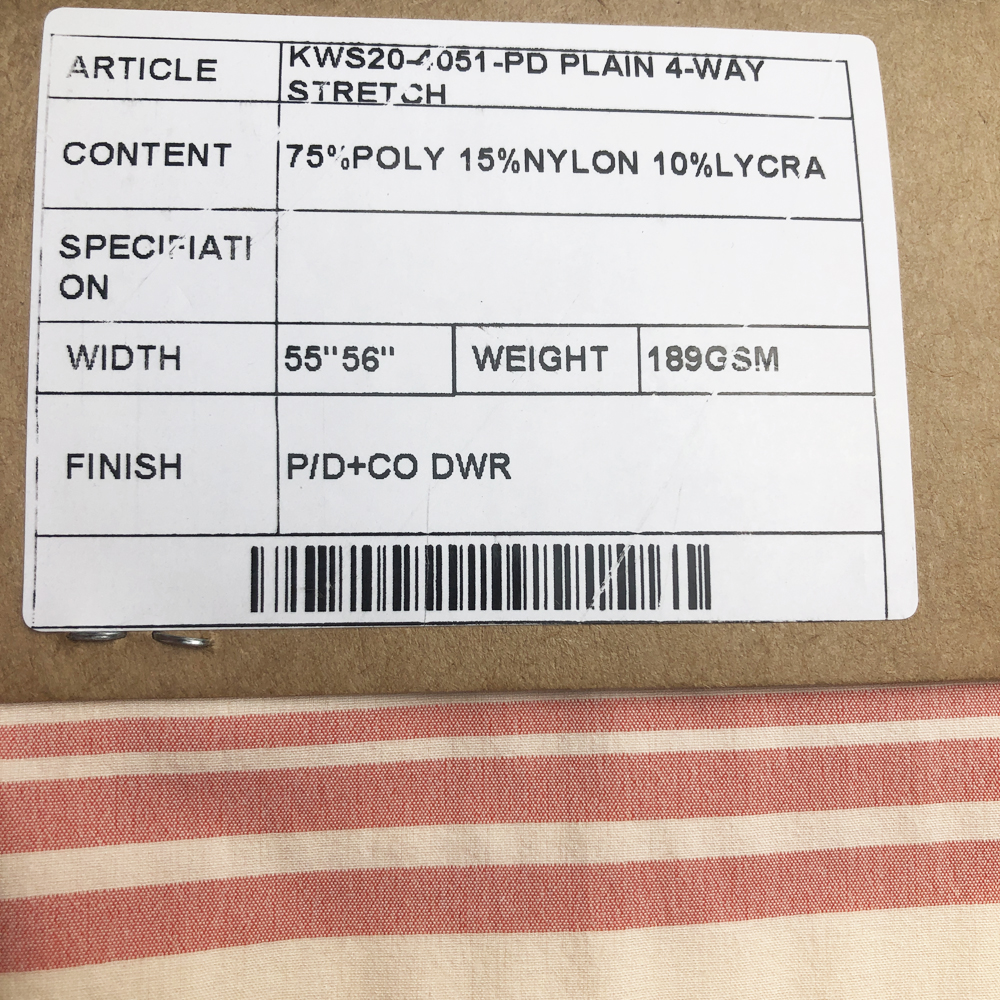 ARTICLE
KWS20-4051-PD PLAIN 4-WAY
STRETCH
CONTENT
75%POLY 15%NYLON 10%LYCRA
SPECIFIATI
ON
WIDTH
55"56"
WEIGHT
189GSM
FINISH
P/D+CO DWR